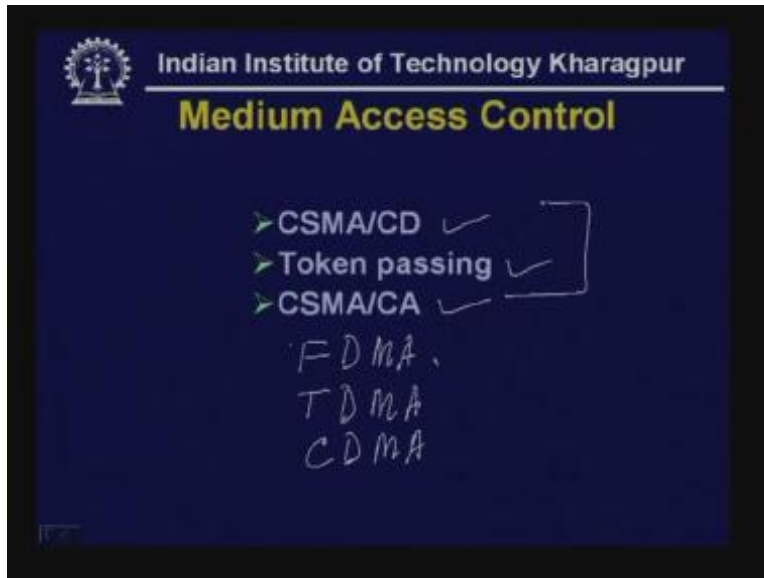 Indian Institute of Technology Kharagpur
Medium Access Control
➢CSMA/CD
➢Token passing
➢CSMA/CA
FDMA.
TDMA
CDMA